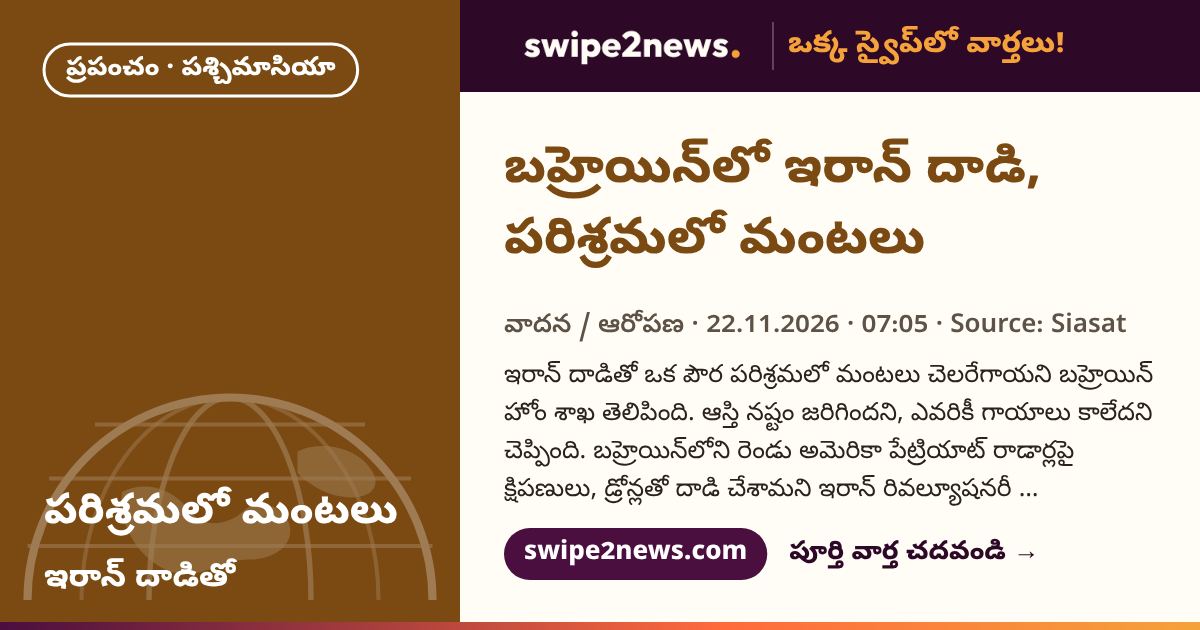 ప్రపంచం · పశ్చిమాసియా
swipe2news.
ఒక్క స్వైప్‌లో వార్తలు!
బహ్రెయిన్‌లో ఇరాన్ దాడి,
పరిశ్రమలో మంటలు
వాదన / ఆరోపణ · 22.11.2026 · 07:05 · Source: Siasat
ఇరాన్ దాడితో ఒక పౌర పరిశ్రమలో మంటలు చెలరేగాయని బహ్రెయిన్
హోం శాఖ తెలిపింది. ఆస్తి నష్టం జరిగిందని, ఎవరికీ గాయాలు కాలేదని
చెప్పింది. బహ్రెయిన్‌లోని రెండు అమెరికా పేట్రియాట్ రాడార్లపై
క్షిపణులు, డ్రోన్లతో దాడి చేశామని ఇరాన్ రివల్యూషనరీ ...
పరిశ్రమలో మంటలు
ఇరాన్ దాడితో
swipe2news.com
పూర్తి వార్త చదవండి →